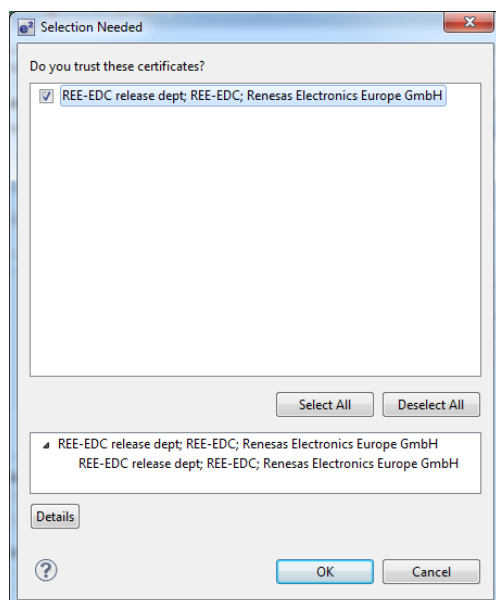 e² Selection Needed
Do you trust these certificates?
REE-EDC release dept; REE-EDC; Renesas Electronics Europe GmbH
Select All Deselect All
REE-EDC release dept; REE-EDC; Renesas Electronics Europe GmbH
REE-EDC release dept; REE-EDC; Renesas Electronics Europe GmbH
Details
? OK Cancel